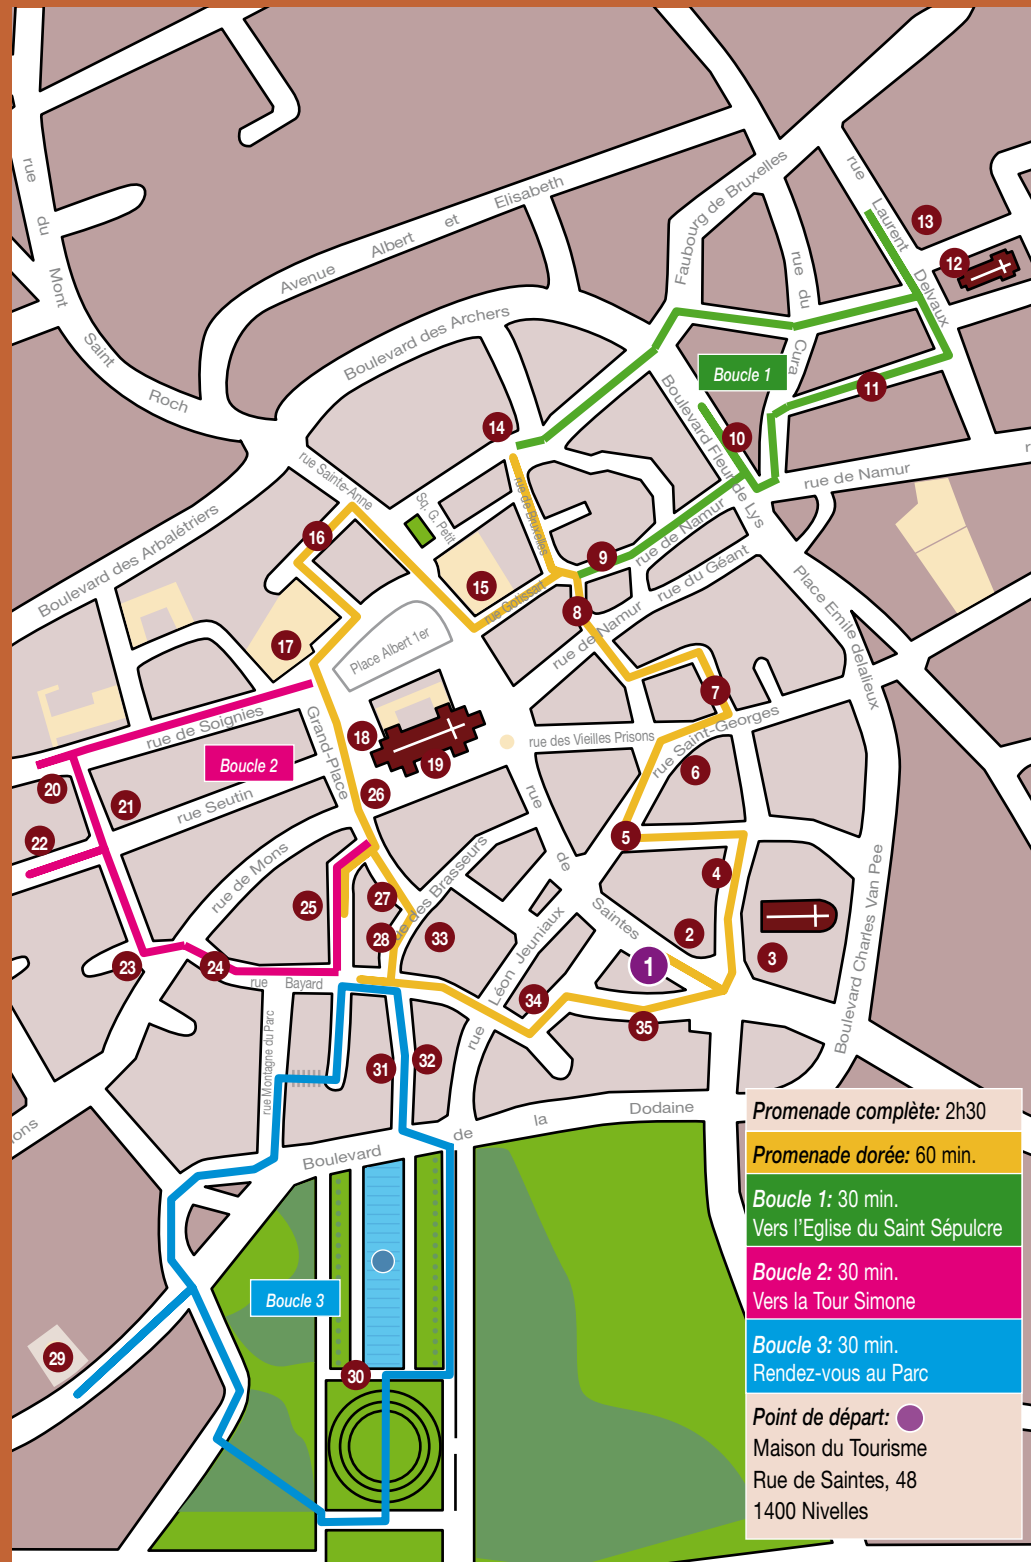 rue du Mont Saint Roch
Avenue Albert et Elisabeth
Boulevard des Archers
Faubourg de Bruxelles
rue du Cura
rue Laurent Delvaux
13
12
Boucle 1
11
10
14
Boulevard Fleur de Lys
rue de Namur
r
rue Sainte-Anne
Sq. G. Petit
rue de Bruxelles
Boulevard des Arbalétriers
16
15
9
rue de Namur
rue du Géant
rue Gotissart
8
rue de Namur
Place Emile delalieux
17
Place Albert 1er
7
rue de Soignies
Grand-Place
18
19
rue des Vieilles Prisons
rue Saint-Georges
6
Boucle 2
20
21
22
rue Seutin
26
rue de Saintes
5
4
rue de Mons
25
27
28
rue des Brasseurs
33
2
1
3
Boulevard Charles Van Pee
23
24
rue Bayard
rue Léon Jeuniaux
34
35
rue Montagne du Parc
31
32
ons
Boulevard de la Dodaine
Boucle 3
29
30
Promenade complète: 2h30
Promenade dorée: 60 min.
Boucle 1: 30 min.
Vers l'Eglise du Saint Sépulcre
Boucle 2: 30 min.
Vers la Tour Simone
Boucle 3: 30 min.
Rendez-vous au Parc
Point de départ:
Maison du Tourisme
Rue de Saintes, 48
1400 Nivelles